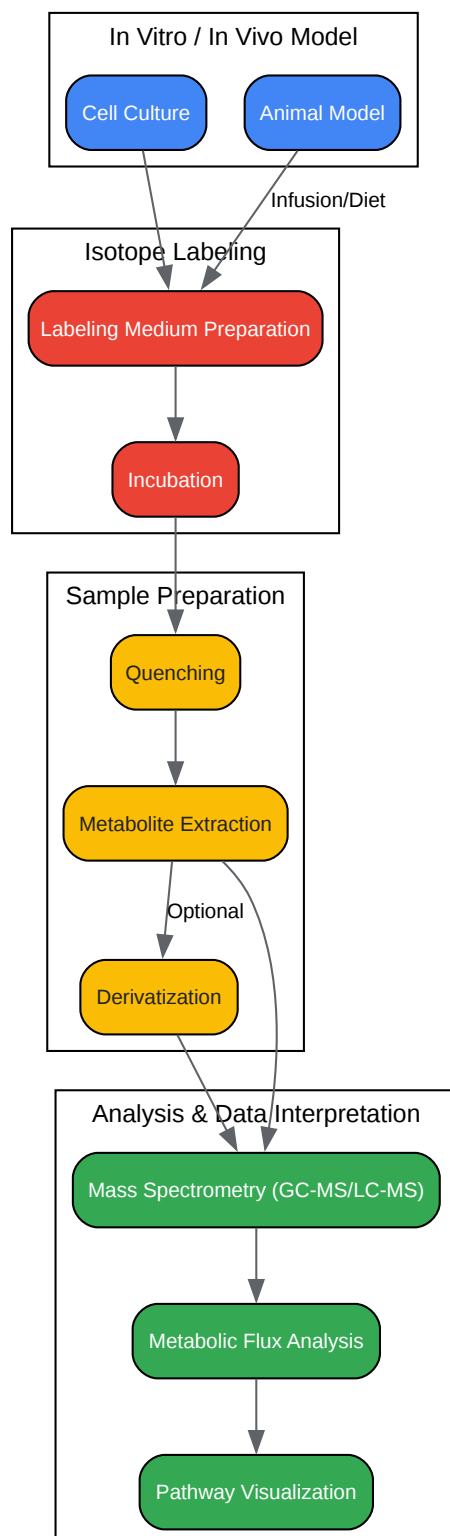 In Vitro / In Vivo Model
Cell Culture
Animal Model
Infusion/Diet
Isotope Labeling
Labeling Medium Preparation
Incubation
Sample Preparation
Quenching
Metabolite Extraction
Optional
Derivatization
Analysis & Data Interpretation
Mass Spectrometry (GC-MS/LC-MS)
Metabolic Flux Analysis
Pathway Visualization